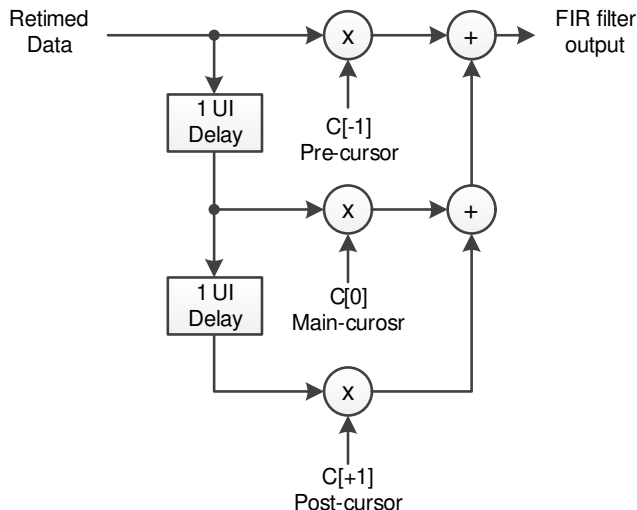 Retimed
Data
FIR filter
output
x
+
1 UI
Delay
C[-1]
Pre-cursor
x
+
1 UI
Delay
C[0]
Main-curosr
x
C[+1]
Post-cursor